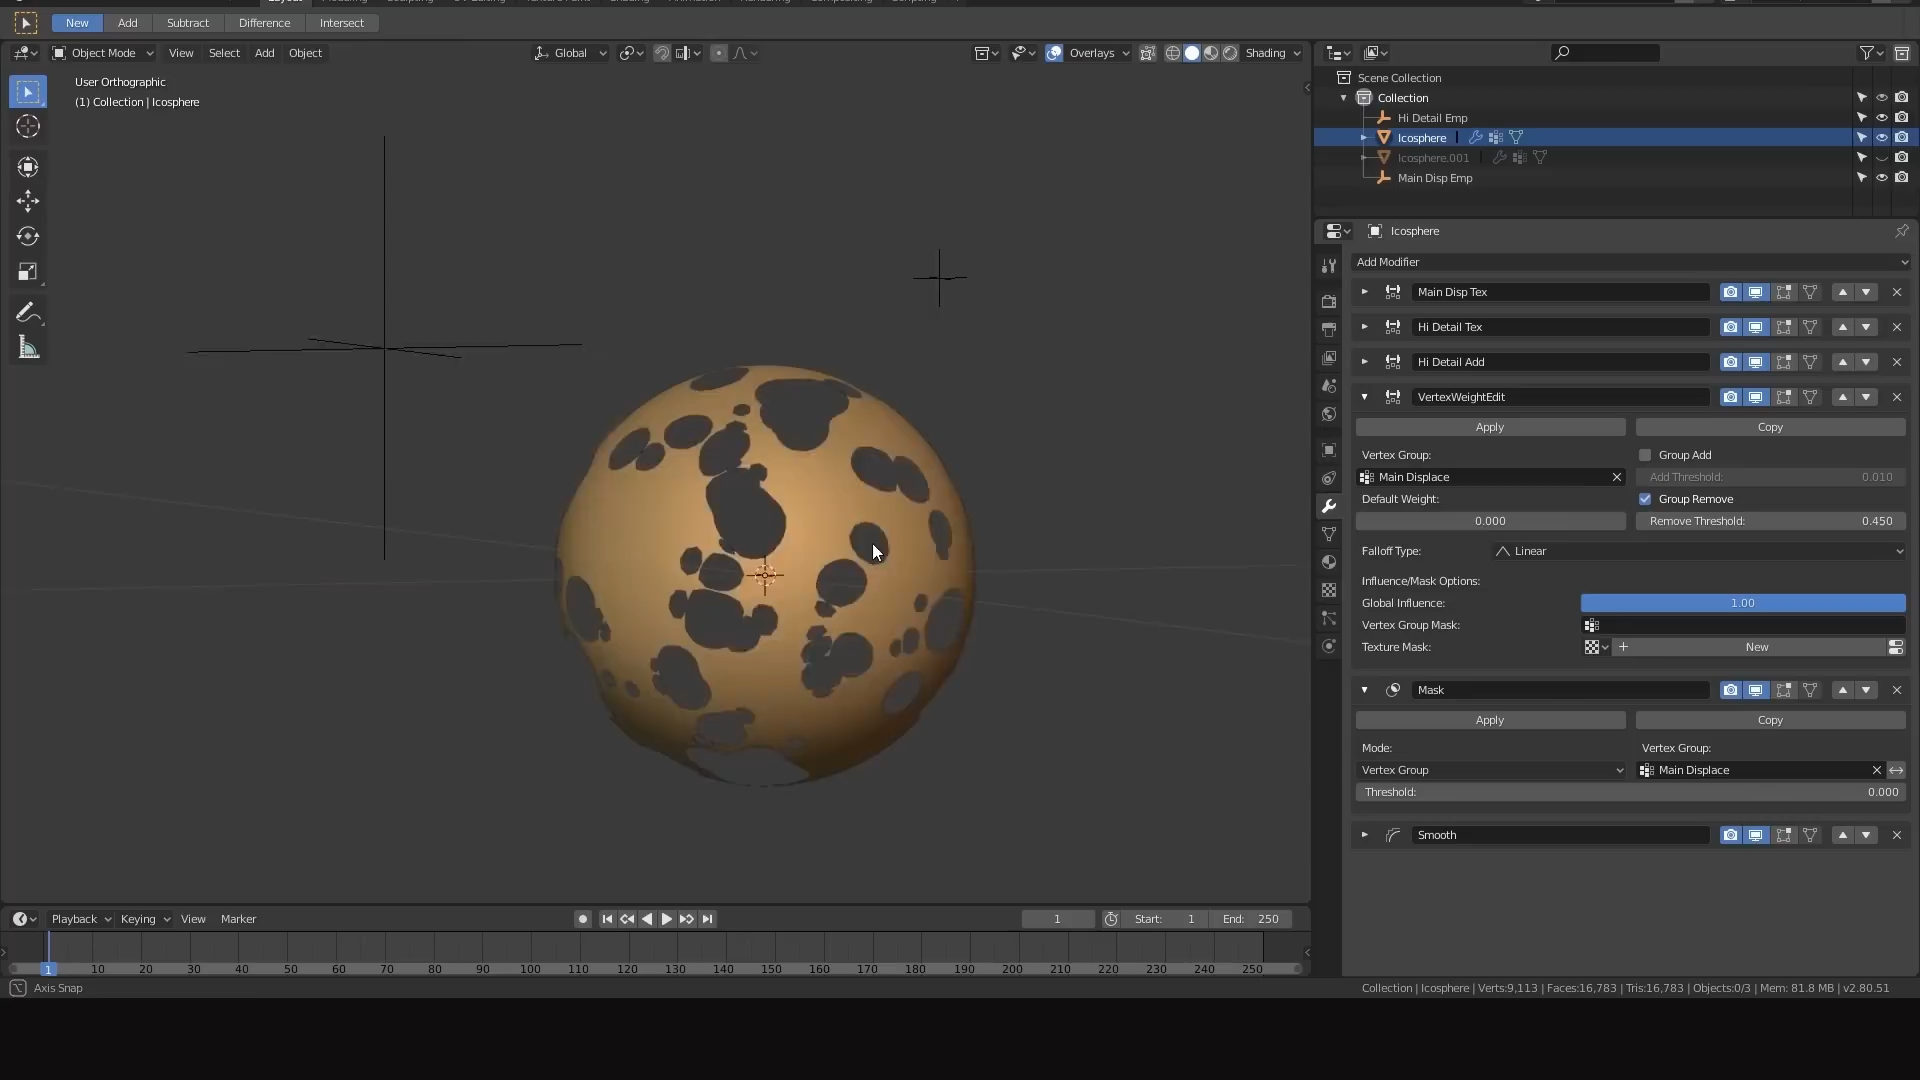 New Add Subtract Difference Intersect
Object Mode View Select Add Object Global Overlays Shading
User Orthographic
(1) Collection | Icosphere
Scene Collection
Collection
Hi Detail Emp
Icosphere
Icosphere.001
Main Disp Emp
Icosphere
Add Modifier
Main Disp Tex
Hi Detail Tex
Hi Detail Add
VertexWeightEdit
Apply Copy
Vertex Group: Group Add
Main Displace Add Threshold: 0.010
Default Weight: Group Remove
0.000 Remove Threshold: 0.450
Falloff Type: Linear
Influence/Mask Options:
Global Influence: 1.00
Vertex Group Mask:
Texture Mask: New
Mask
Apply Copy
Mode: Vertex Group:
Vertex Group Main Displace
Threshold: 0.000
Smooth
Playback Keying View Marker 1 Start: 1 End: 250
1 10 20 30 40 50 60 70 80 90 100 110 120 130 140 150 160 170 180 190 200 210 220 230 240 250
Axis Snap Collection | Icosphere | Verts:9,113 | Faces:16,783 | Tris:16,783 | Objects:0/3 | Mem: 81.8 MB | v2.80.51